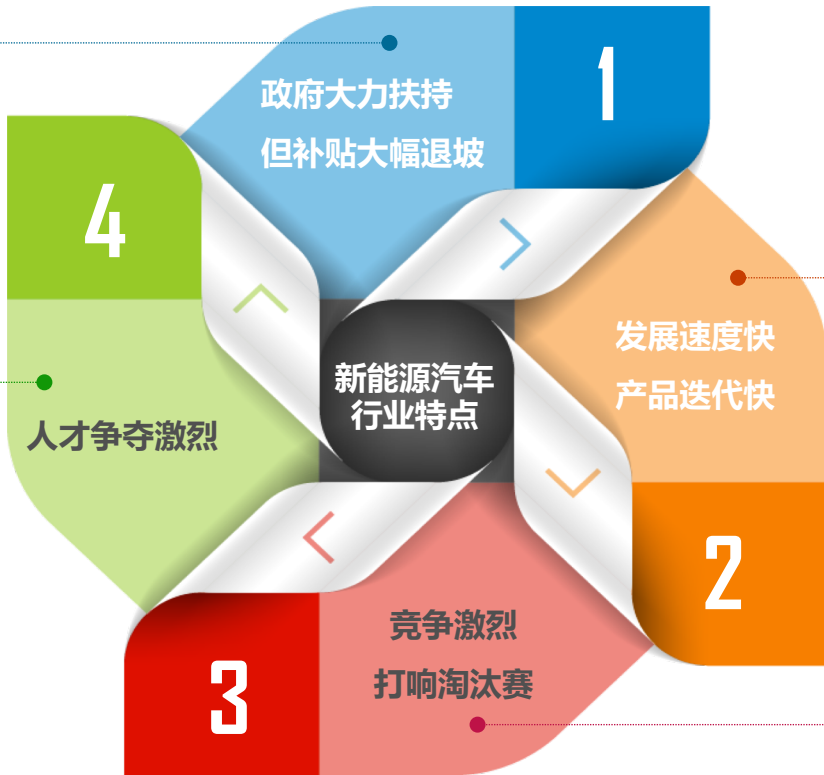 1
政府大力扶持
但补贴大幅退坡
2
发展速度快
产品迭代快
3
竞争激烈
打响淘汰赛
4
人才争夺激烈
新能源汽车
行业特点